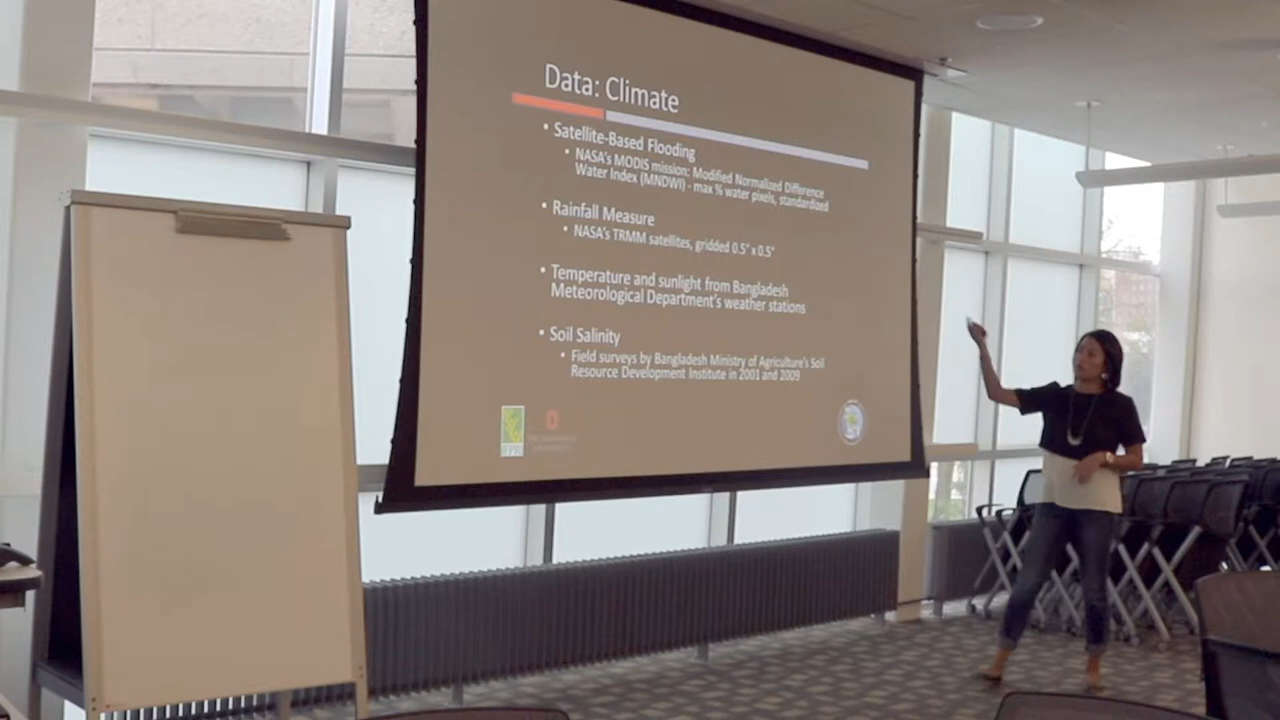 Data: Climate
• Satellite-Based Flooding
• NASA's MODIS mission: Modified Normalized Difference
Water Index (MNDWI) - max % water pixels, standardized
• Rainfall Measure
• NASA's TRMM satellites, gridded 0.5° x 0.5°
• Temperature and sunlight from Bangladesh
Meteorological Department's weather stations
• Soil Salinity
• Field surveys by Bangladesh Ministry of Agriculture's Soil
Resource Development Institute in 2001 and 2009